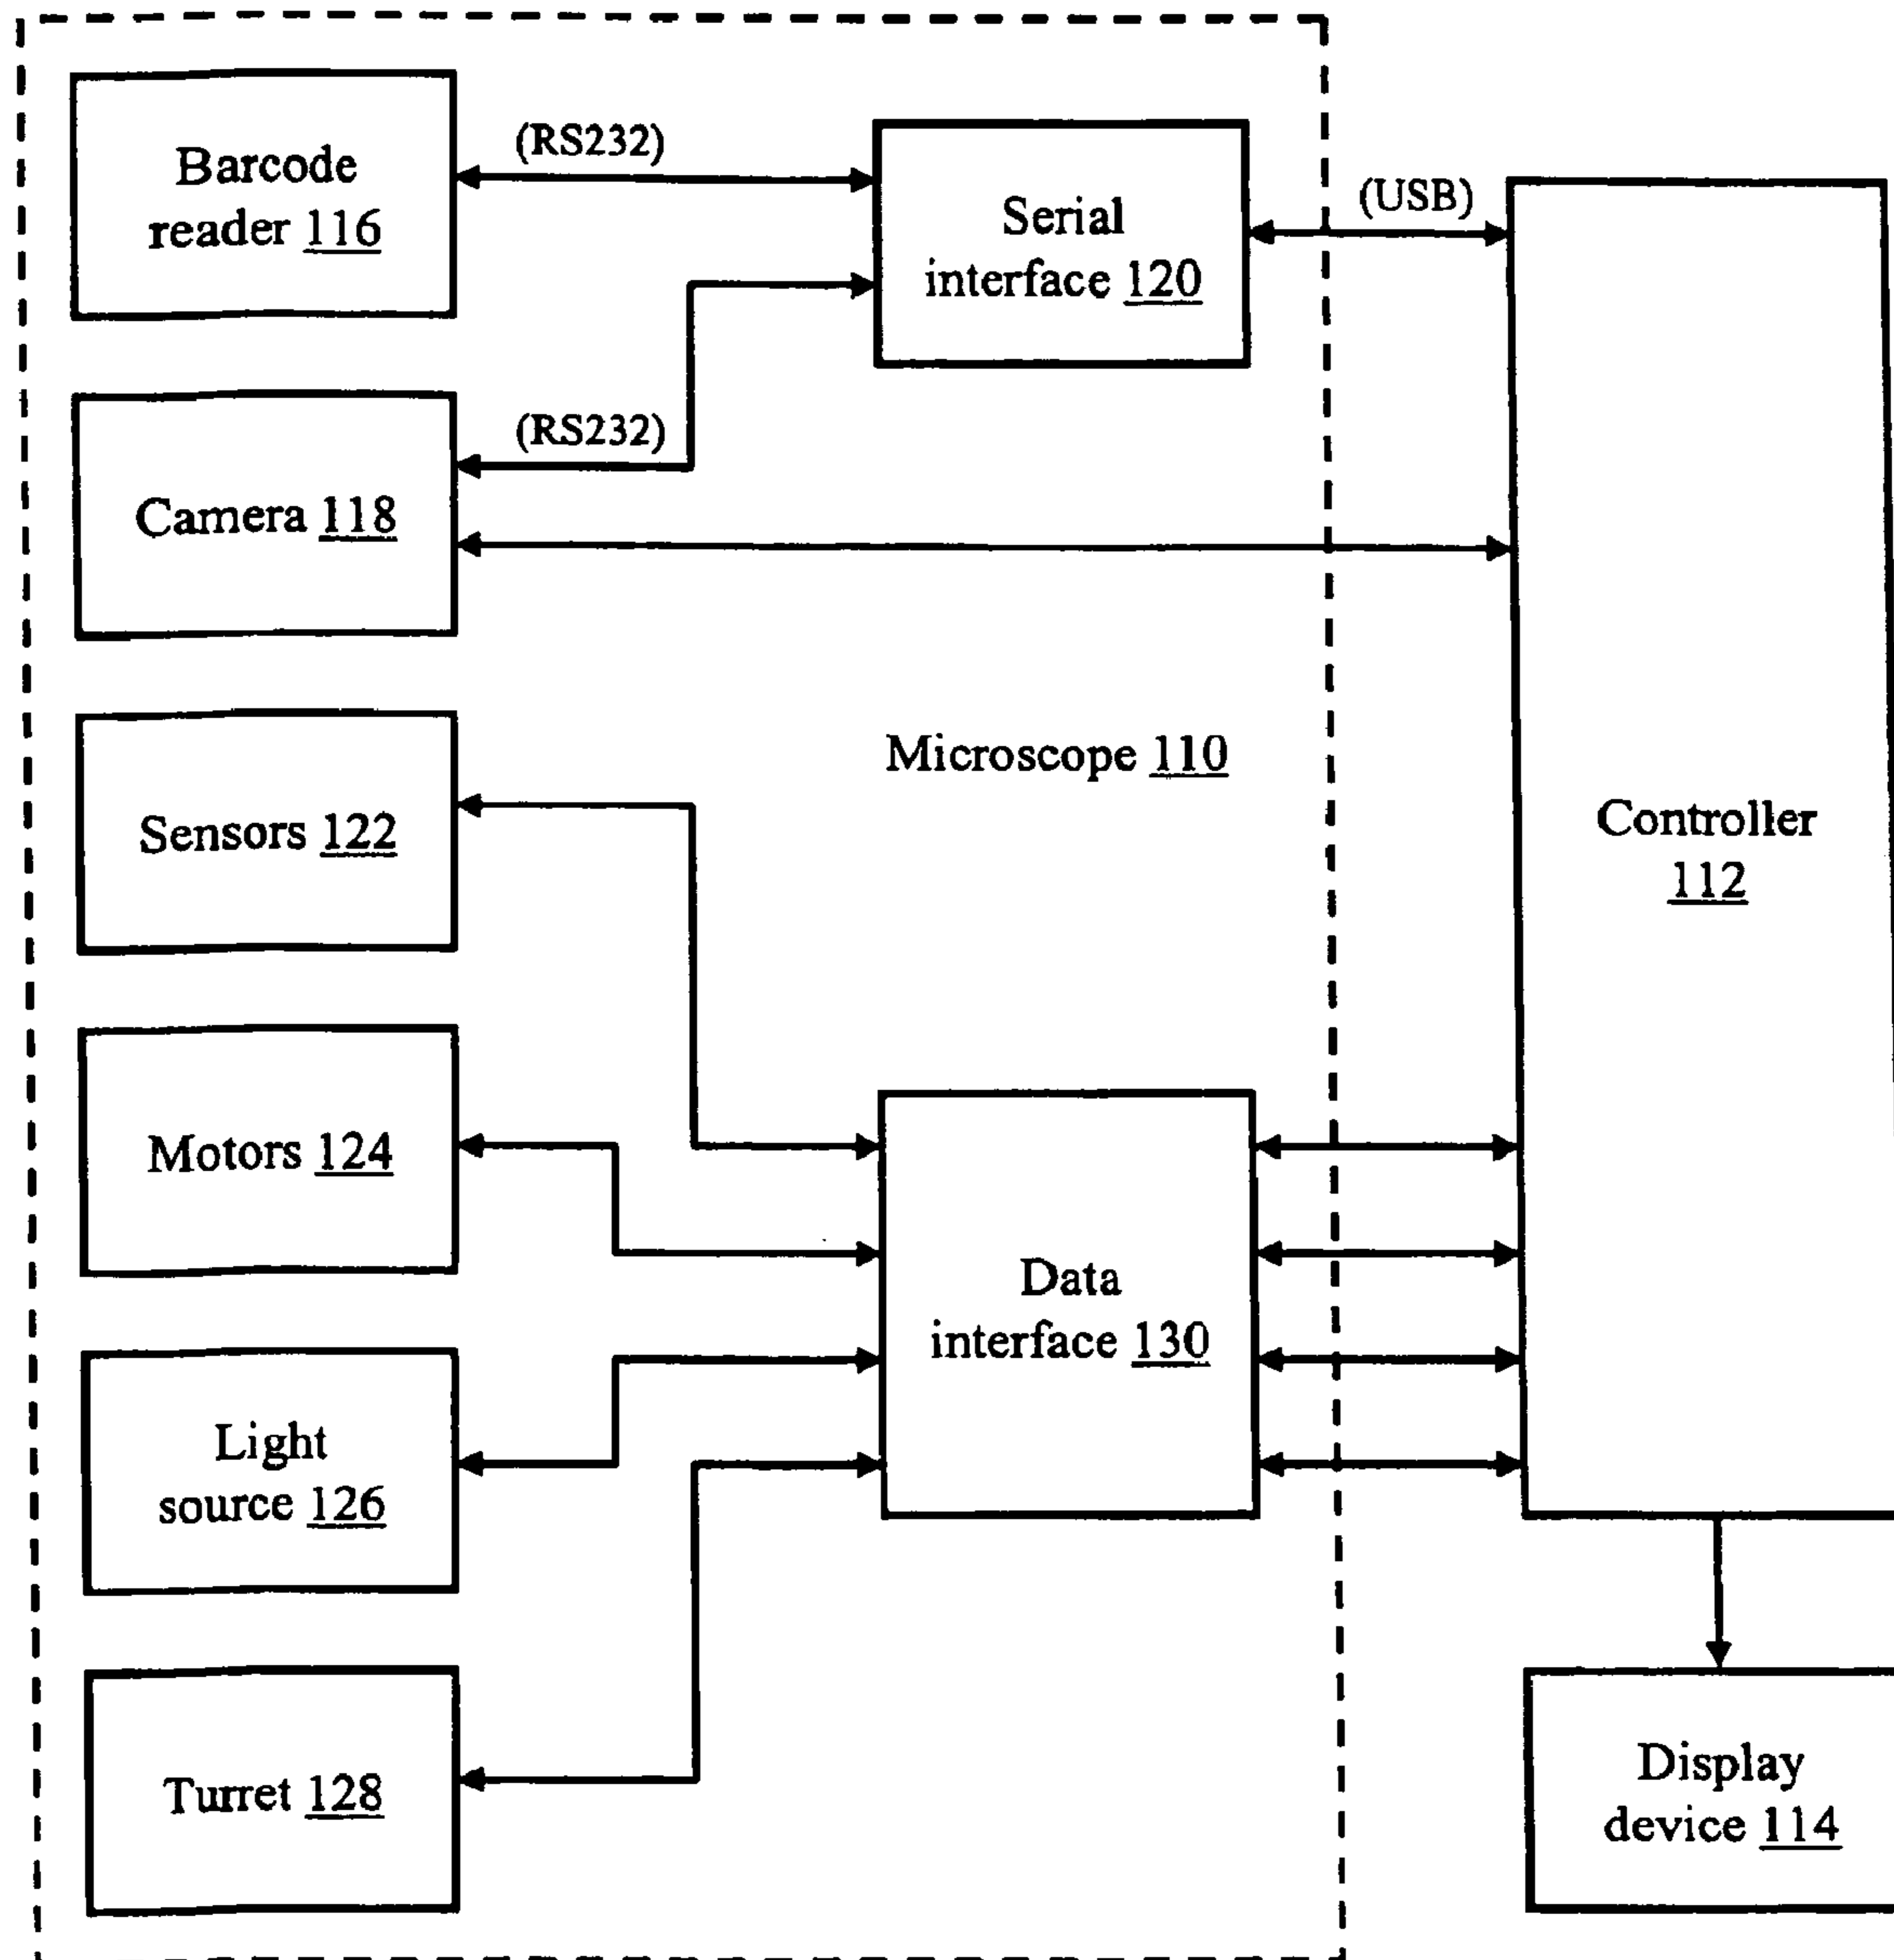 Barcode
reader 116
(RS232)
Serial
interface 120
(USB)
Camera 118
(RS232)
Sensors 122
Microscope 110
Controller
112
Motors 124
Data
interface 130
Light
source 126
Turret 128
Display
device 114